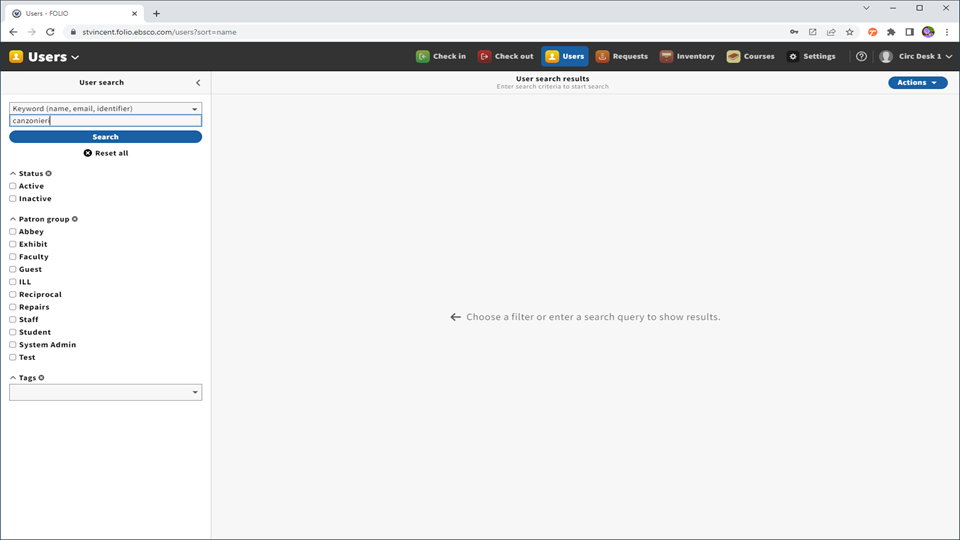 Users - FOLIO
stvincent.folio.ebsco.com/users?sort=name
Users
Check in
Check out
Users
Requests
Inventory
Courses
Settings
Circ Desk 1
User search
User search results
Enter search criteria to start search
Actions
Keyword (name, email, identifier)
canzonieri
Search
Reset all
Status
Active
Inactive
Patron group
Abbey
Exhibit
Faculty
Guest
ILL
Reciprocal
Repairs
Staff
Student
System Admin
Test
Tags
Choose a filter or enter a search query to show results.